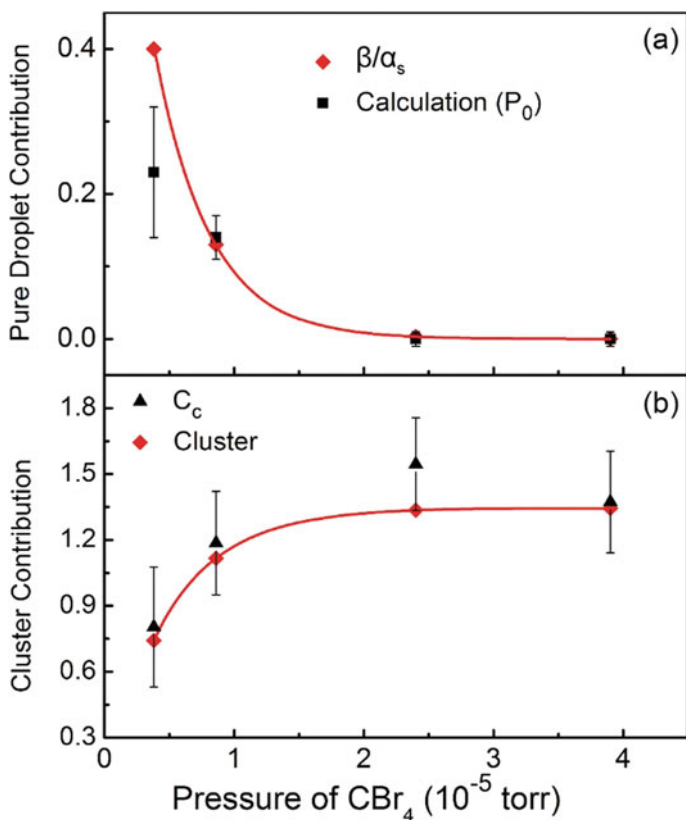 (a)
β/αₛ
Calculation (P₀)
Pure Droplet Contribution
0.4
0.2
0.0
(b)
C_c
Cluster
Cluster Contribution
1.8
1.5
1.2
0.9
0.6
0.3
0 1 2 3 4
Pressure of CBr₄ (10⁻⁵ torr)